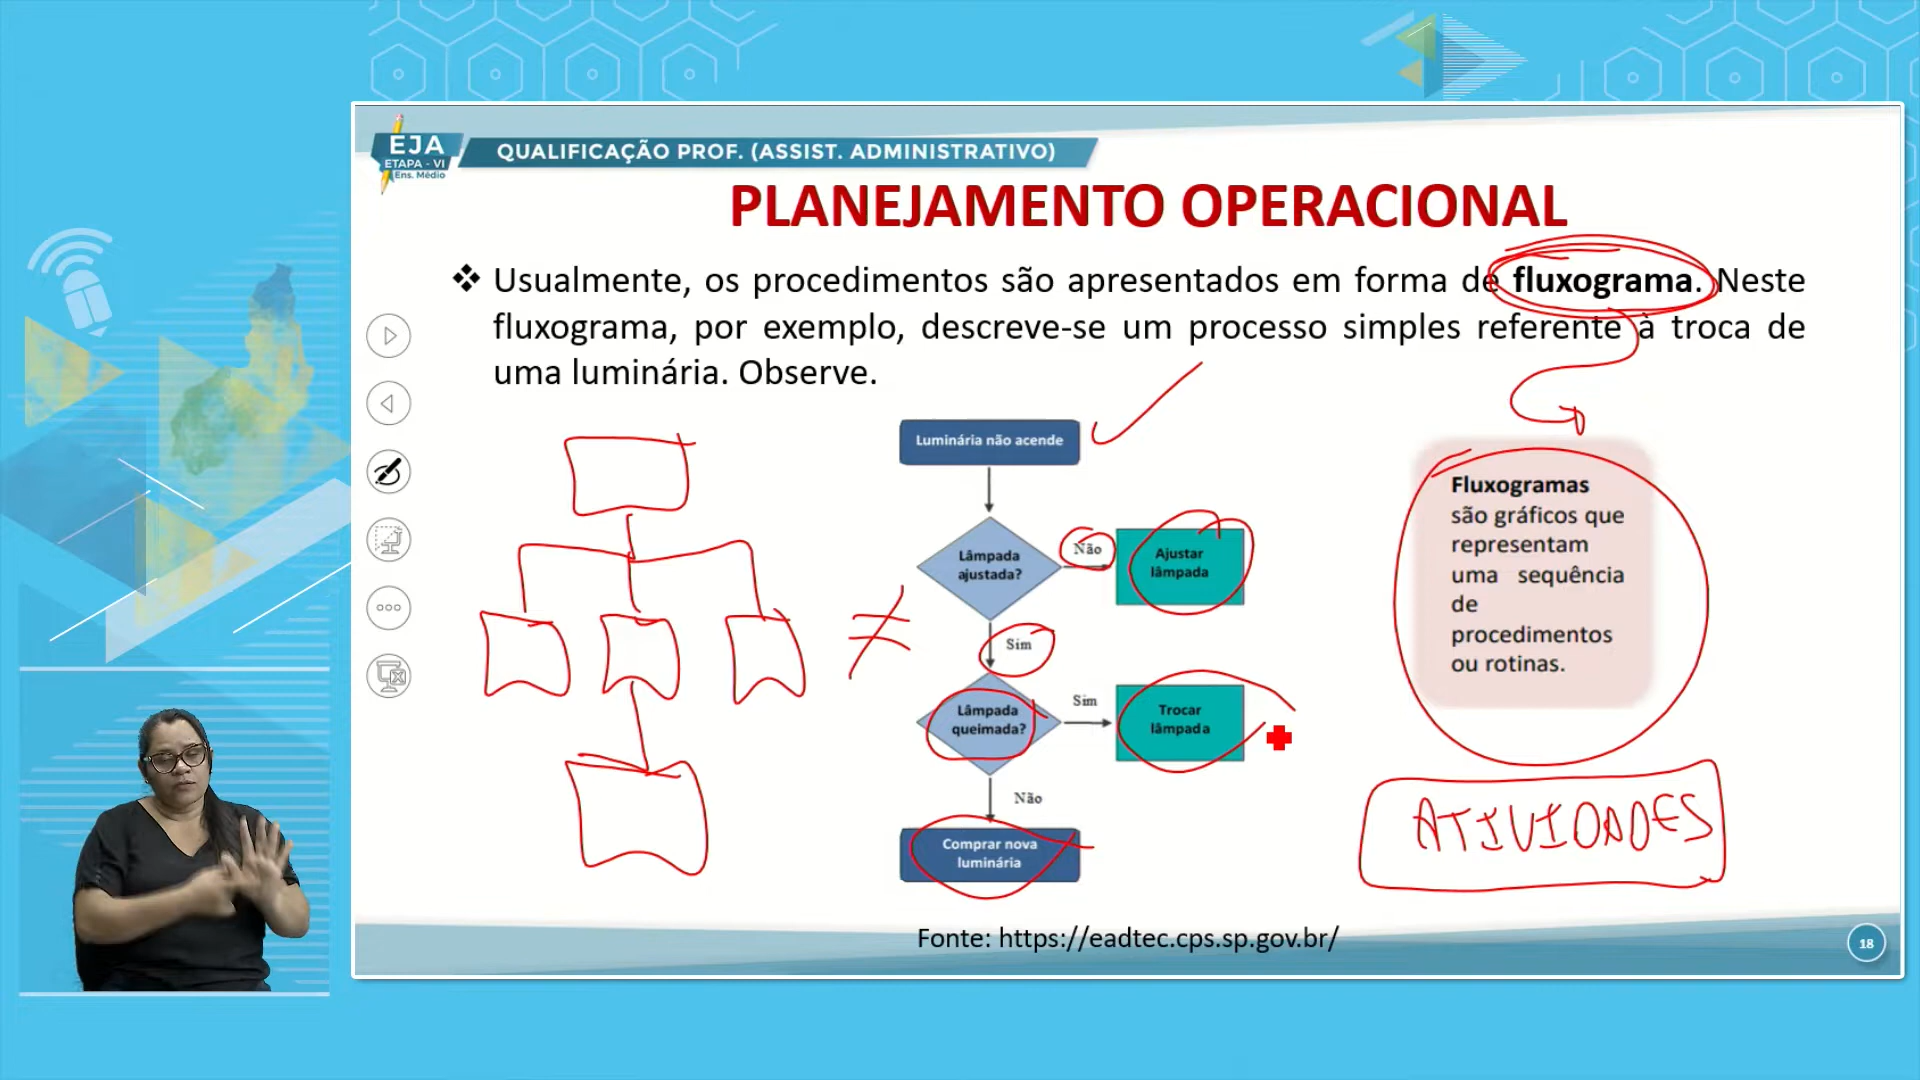 EJA
ETAPA - VI
Ens. Médio
QUALIFICAÇÃO PROF. (ASSIST. ADMINISTRATIVO)
PLANEJAMENTO OPERACIONAL
❖ Usualmente, os procedimentos são apresentados em forma de fluxograma. Neste
fluxograma, por exemplo, descreve-se um processo simples referente à troca de
uma luminária. Observe.
Luminária não acende
Lâmpada
ajustada?
Não
Ajustar
lâmpada
Sim
Lâmpada
queimada?
Sim
Trocar
lâmpada
Não
Comprar nova
luminária
Fluxogramas
são gráficos que
representam
uma sequência
de
procedimentos
ou rotinas.
≠
ATIVIDADES
Fonte: https://eadtec.cps.sp.gov.br/
18